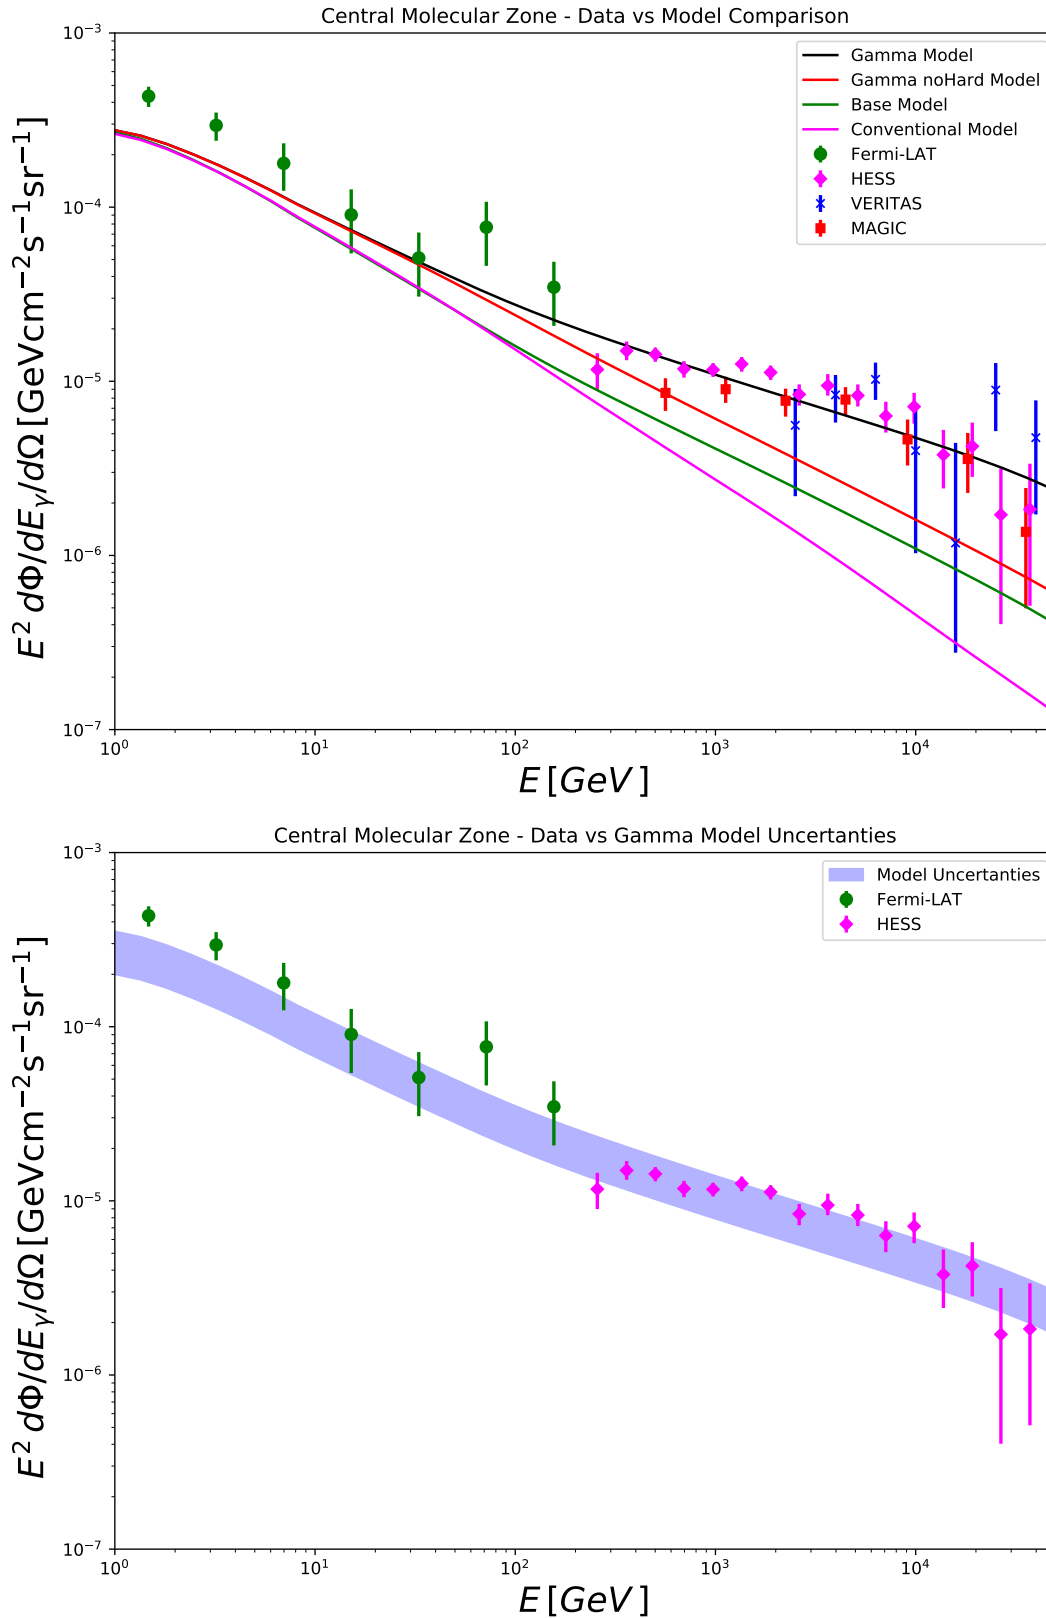 Central Molecular Zone - Data vs Model Comparison
10⁻³
10⁻⁴
10⁻⁵
10⁻⁶
10⁻⁷
E² dΦ/dEγ/dΩ [GeVcm⁻²s⁻¹sr⁻¹]
Gamma Model
Gamma noHard Model
Base Model
Conventional Model
Fermi-LAT
HESS
VERITAS
MAGIC
10⁰ 10¹ 10² 10³ 10⁴
E [GeV]
Central Molecular Zone - Data vs Gamma Model Uncertanties
10⁻³
10⁻⁴
10⁻⁵
10⁻⁶
10⁻⁷
E² dΦ/dEγ/dΩ [GeVcm⁻²s⁻¹sr⁻¹]
Model Uncertanties
Fermi-LAT
HESS
10⁰ 10¹ 10² 10³ 10⁴
E [GeV]